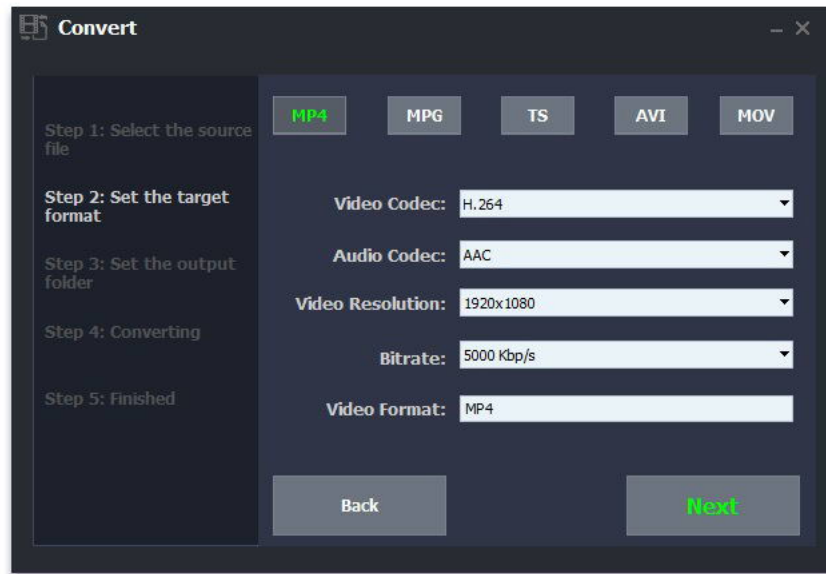 Convert
Step 1: Select the source
file
Step 2: Set the target
format
Step 3: Set the output
folder
Step 4: Converting
Step 5: Finished
MP4 MPG TS AVI MOV
Video Codec: H.264
Audio Codec: AAC
Video Resolution: 1920x1080
Bitrate: 5000 Kbp/s
Video Format: MP4
Back Next